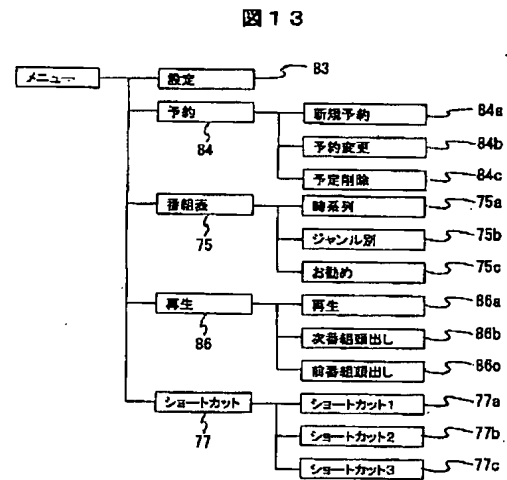 図13
メニュー
設定
83
予約
84
新規予約
84a
予約変更
84b
予定削除
84c
番組表
75
時系列
75a
ジャンル別
75b
お勧め
75c
再生
86
再生
86a
次番組頭出し
86b
前番組頭出し
86c
ショートカット
77
ショートカット1
77a
ショートカット2
77b
ショートカット3
77c